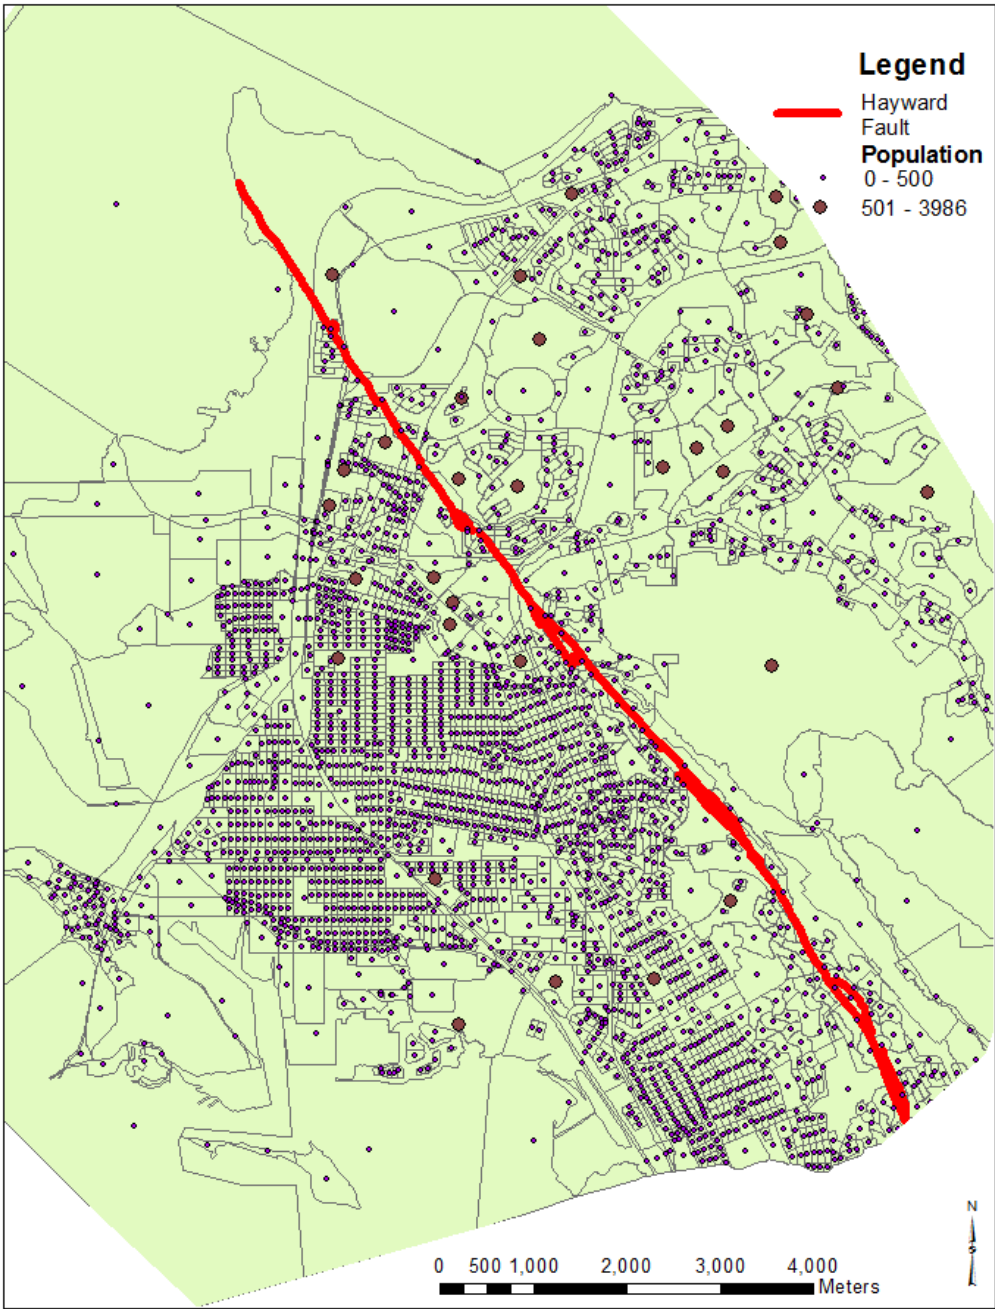 Legend
Hayward
Fault
Population
0 - 500
501 - 3986
N
S
0 500 1,000 2,000 3,000 4,000
Meters